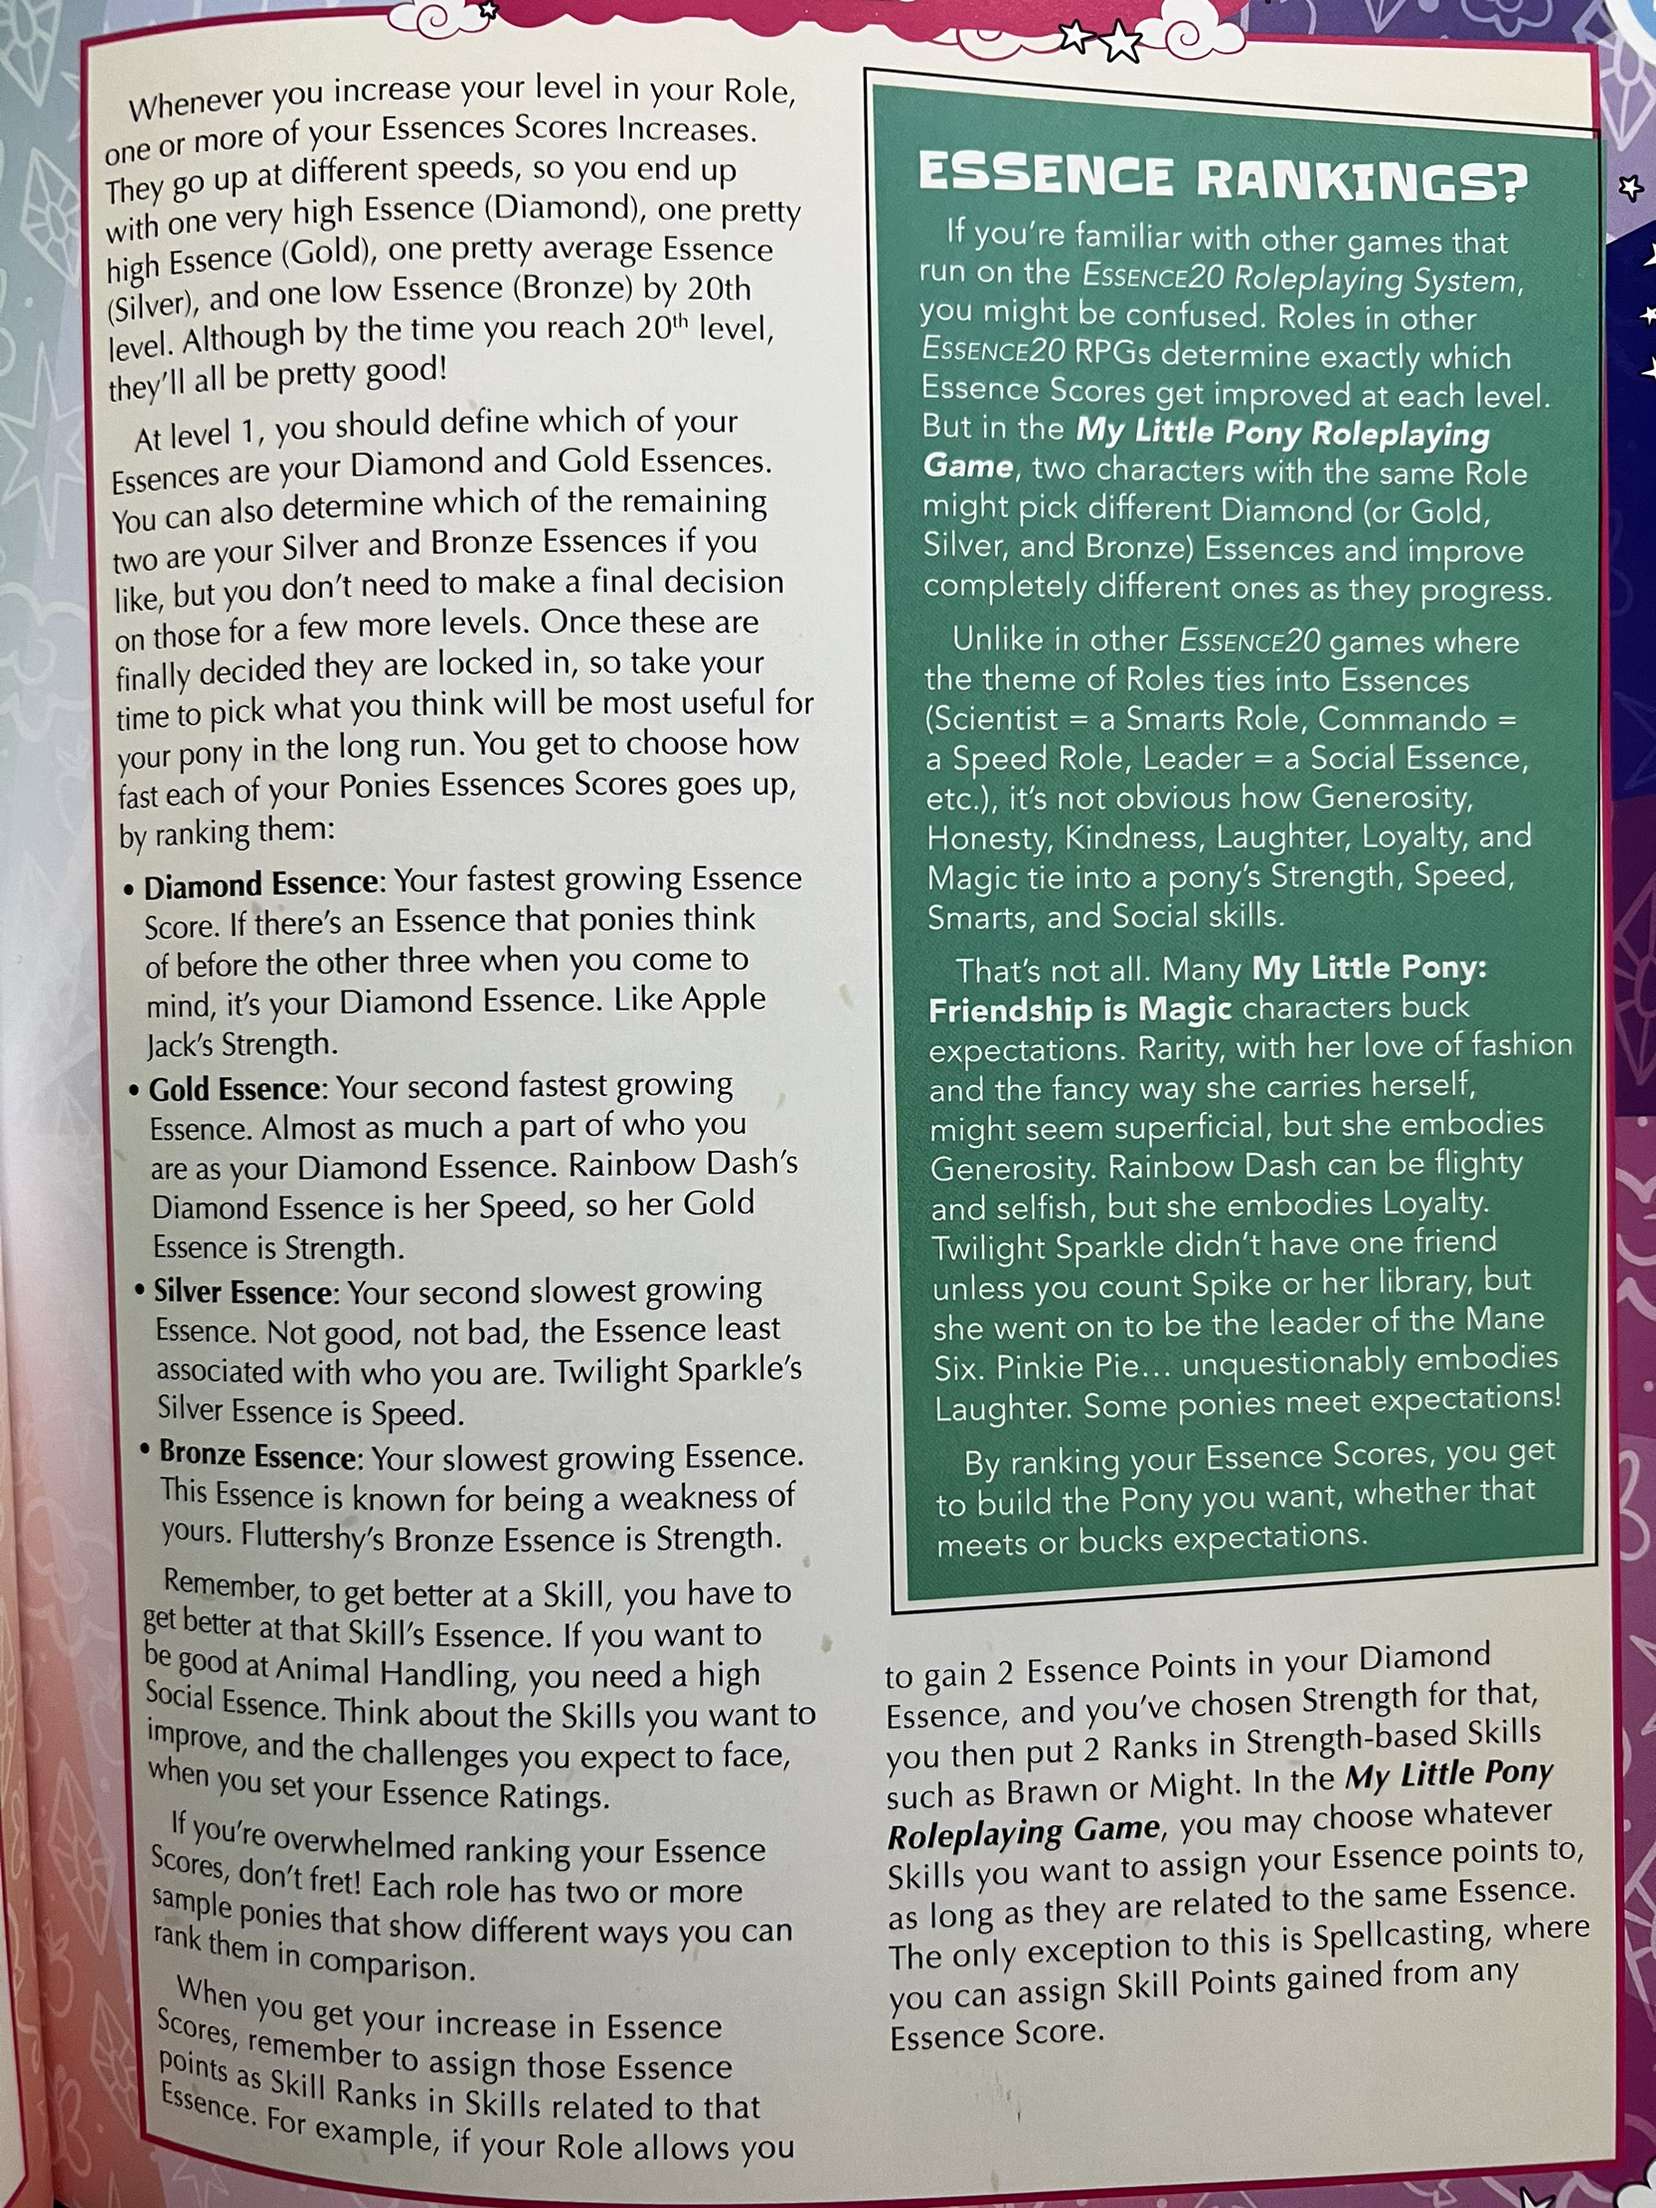 Whenever you increase your level in your Role,
one or more of your Essences Scores Increases.
They go up at different speeds, so you end up
with one very high Essence (Diamond), one pretty
high Essence (Gold), one pretty average Essence
(Silver), and one low Essence (Bronze) by 20th
level. Although by the time you reach 20th level,
they'll all be pretty good!
At level 1, you should define which of your
Essences are your Diamond and Gold Essences.
You can also determine which of the remaining
two are your Silver and Bronze Essences if you
like, but you don't need to make a final decision
on those for a few more levels. Once these are
finally decided they are locked in, so take your
time to pick what you think will be most useful for
your pony in the long run. You get to choose how
fast each of your Ponies Essences Scores goes up,
by ranking them:
• Diamond Essence: Your fastest growing Essence
Score. If there's an Essence that ponies think
of before the other three when you come to
mind, it's your Diamond Essence. Like Apple
Jack's Strength.
• Gold Essence: Your second fastest growing
Essence. Almost as much a part of who you
are as your Diamond Essence. Rainbow Dash's
Diamond Essence is her Speed, so her Gold
Essence is Strength.
• Silver Essence: Your second slowest growing
Essence. Not good, not bad, the Essence least
associated with who you are. Twilight Sparkle's
Silver Essence is Speed.
• Bronze Essence: Your slowest growing Essence.
This Essence is known for being a weakness of
yours. Fluttershy's Bronze Essence is Strength.
Remember, to get better at a Skill, you have to
get better at that Skill's Essence. If you want to
be good at Animal Handling, you need a high
Social Essence. Think about the Skills you want to
improve, and the challenges you expect to face,
when you set your Essence Ratings.
If you're overwhelmed ranking your Essence
Scores, don't fret! Each role has two or more
sample ponies that show different ways you can
rank them in comparison.
When you get your increase in Essence
Scores, remember to assign those Essence
points as Skill Ranks in Skills related to that
Essence. For example, if your Role allows you
ESSENCE RANKINGS?
If you're familiar with other games that
run on the ESSENCE20 Roleplaying System,
you might be confused. Roles in other
ESSENCE20 RPGs determine exactly which
Essence Scores get improved at each level.
But in the My Little Pony Roleplaying
Game, two characters with the same Role
might pick different Diamond (or Gold,
Silver, and Bronze) Essences and improve
completely different ones as they progress.
Unlike in other ESSENCE20 games where
the theme of Roles ties into Essences
(Scientist = a Smarts Role, Commando =
a Speed Role, Leader = a Social Essence,
etc.), it's not obvious how Generosity,
Honesty, Kindness, Laughter, Loyalty, and
Magic tie into a pony's Strength, Speed,
Smarts, and Social skills.
That's not all. Many My Little Pony:
Friendship is Magic characters buck
expectations. Rarity, with her love of fashion
and the fancy way she carries herself,
might seem superficial, but she embodies
Generosity. Rainbow Dash can be flighty
and selfish, but she embodies Loyalty.
Twilight Sparkle didn't have one friend
unless you count Spike or her library, but
she went on to be the leader of the Mane
Six. Pinkie Pie... unquestionably embodies
Laughter. Some ponies meet expectations!
By ranking your Essence Scores, you get
to build the Pony you want, whether that
meets or bucks expectations.
to gain 2 Essence Points in your Diamond
Essence, and you've chosen Strength for that,
you then put 2 Ranks in Strength-based Skills
such as Brawn or Might. In the My Little Pony
Roleplaying Game, you may choose whatever
Skills you want to assign your Essence points to,
as long as they are related to the same Essence.
The only exception to this is Spellcasting, where
you can assign Skill Points gained from any
Essence Score.